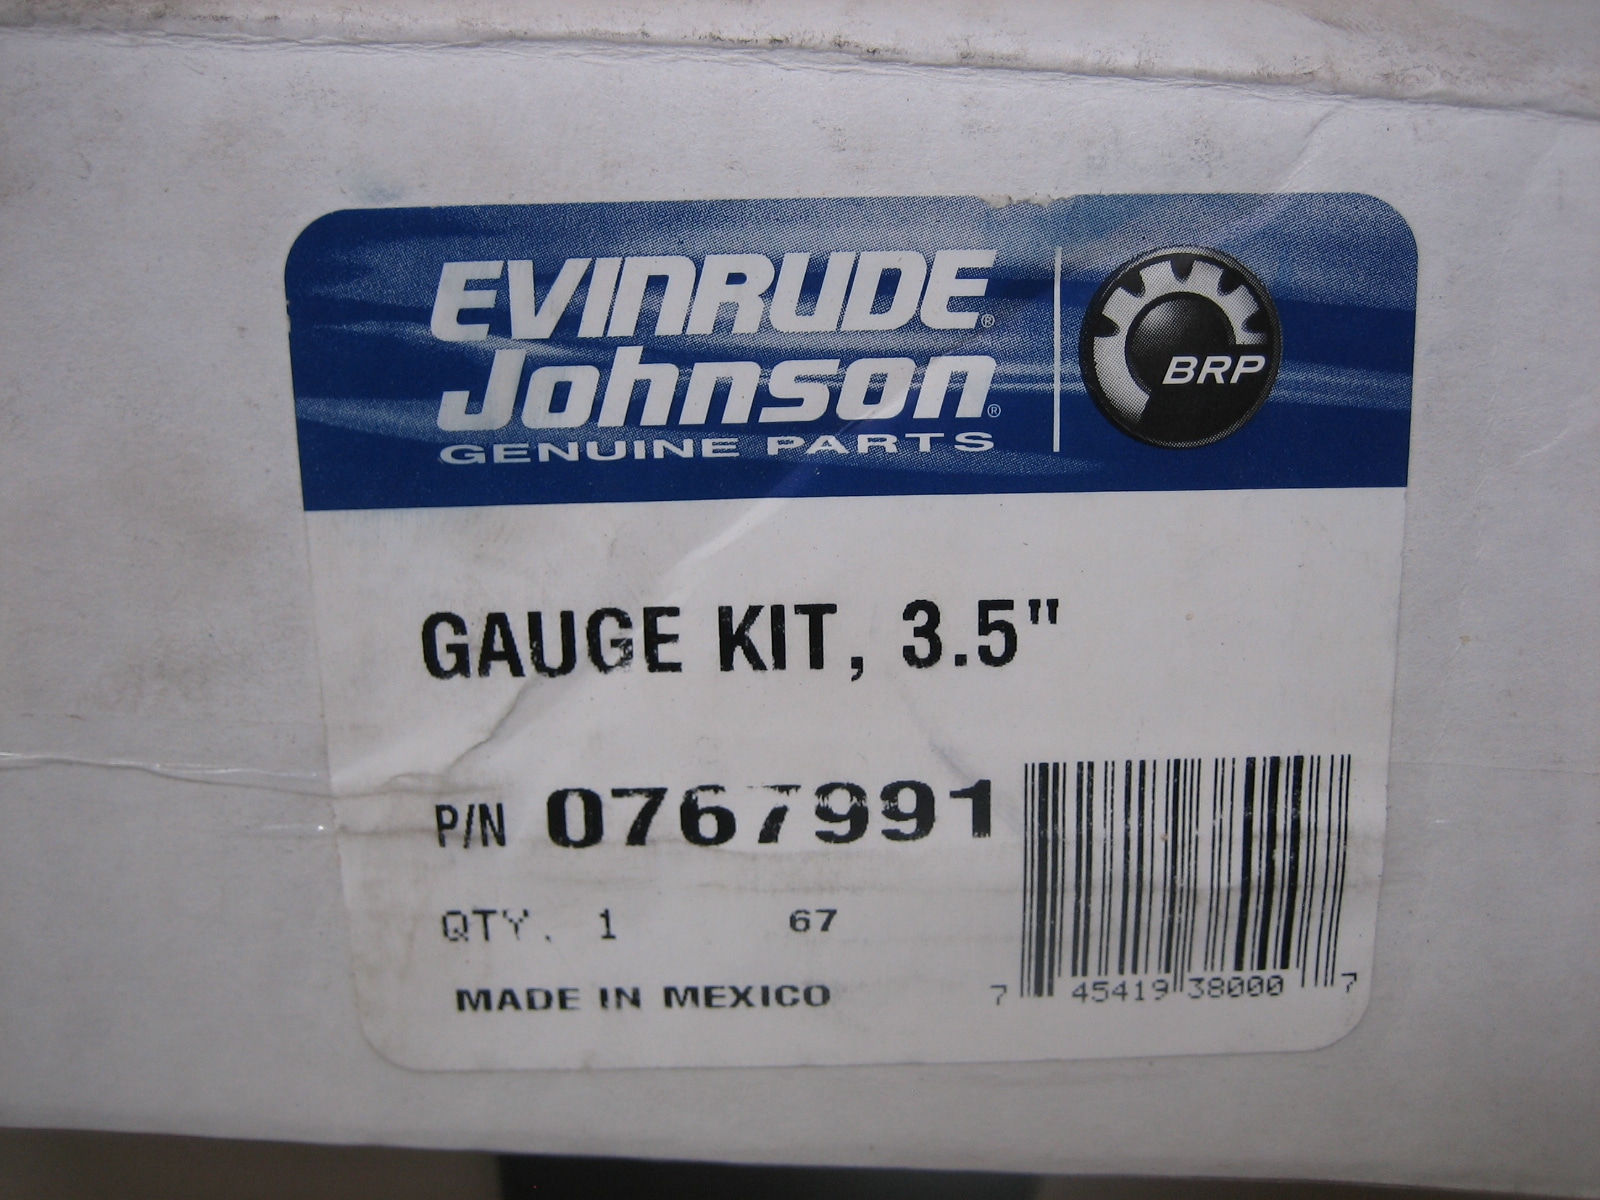 EVINRUDE®
Johnson®
GENUINE PARTS
BRP
GAUGE KIT, 3.5"
P/N 0767991
QTY. 1 67
MADE IN MEXICO
7 45419 38000 7